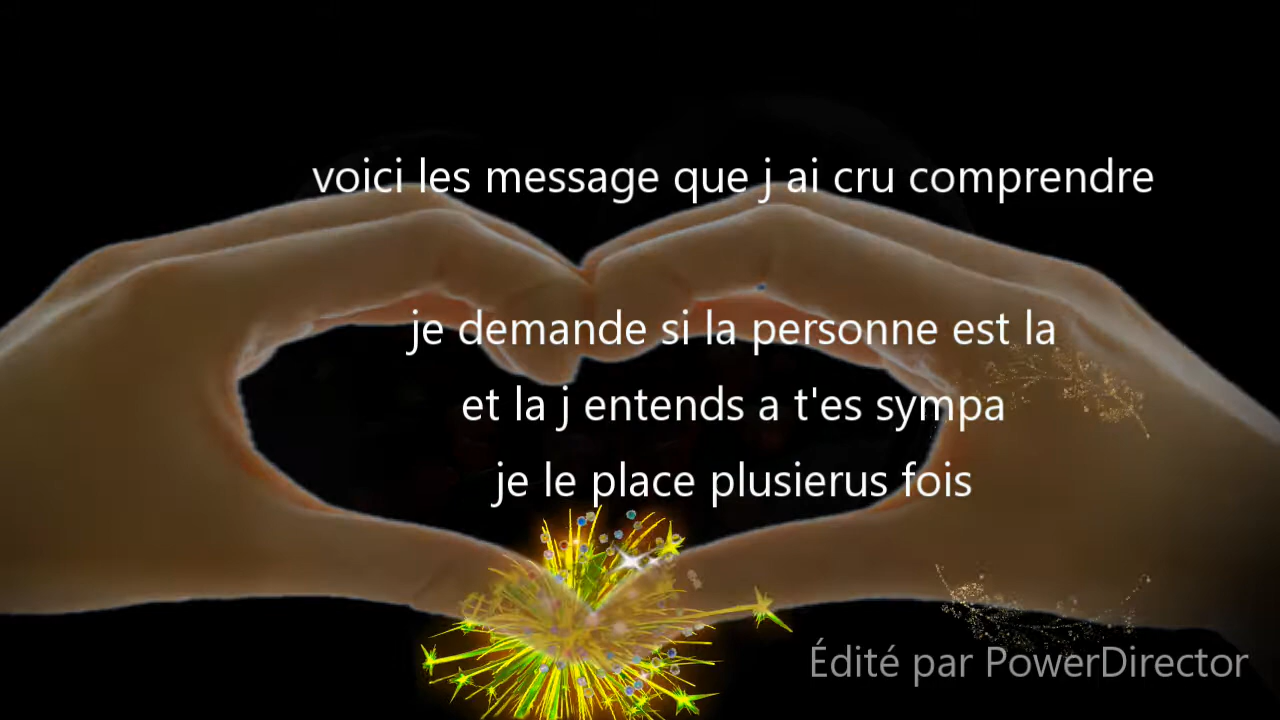 voici les message que j ai cru comprendre
je demande si la personne est la
et la j entends a t'es sympa
je le place plusierus fois
Édité par PowerDirector